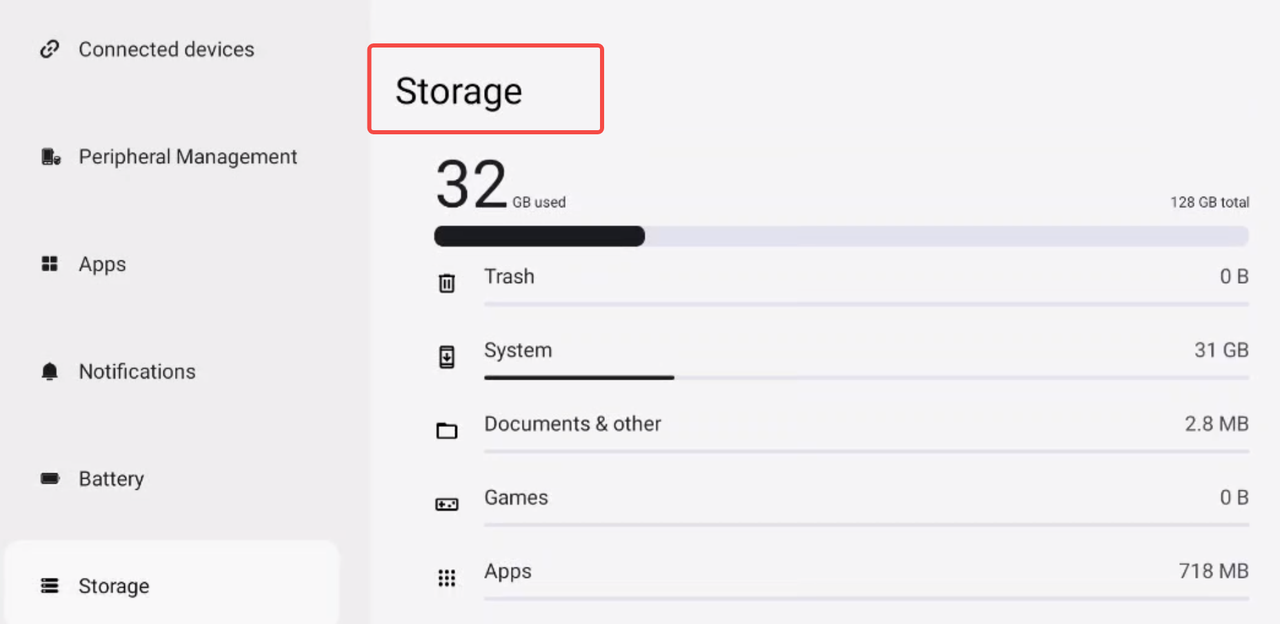 Connected devices
Peripheral Management
Apps
Notifications
Battery
Storage
Storage
32 GB used
128 GB total
Trash
0 B
System
31 GB
Documents & other
2.8 MB
Games
0 B
Apps
718 MB